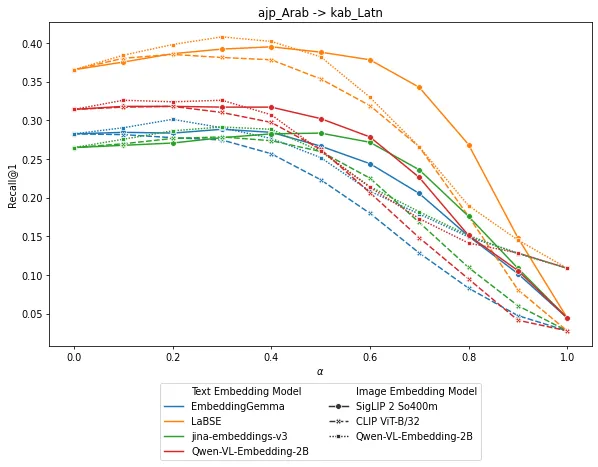 ajp_Arab -> kab_Latn
Recall@1
0.40
0.35
0.30
0.25
0.20
0.15
0.10
0.05
0.0 0.2 0.4 0.6 0.8 1.0
α
Text Embedding Model
EmbeddingGemma
LaBSE
jina-embeddings-v3
Qwen-VL-Embedding-2B
Image Embedding Model
SigLIP 2 So400m
CLIP ViT-B/32
Qwen-VL-Embedding-2B